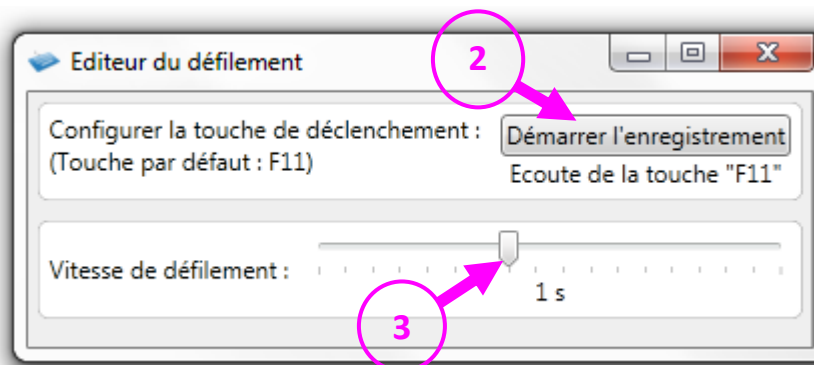 Editeur du défilement
2
Configurer la touche de déclenchement :
Démarrer l'enregistrement
(Touche par défaut : F11)
Ecoute de la touche "F11"
Vitesse de défilement :
1 s
3